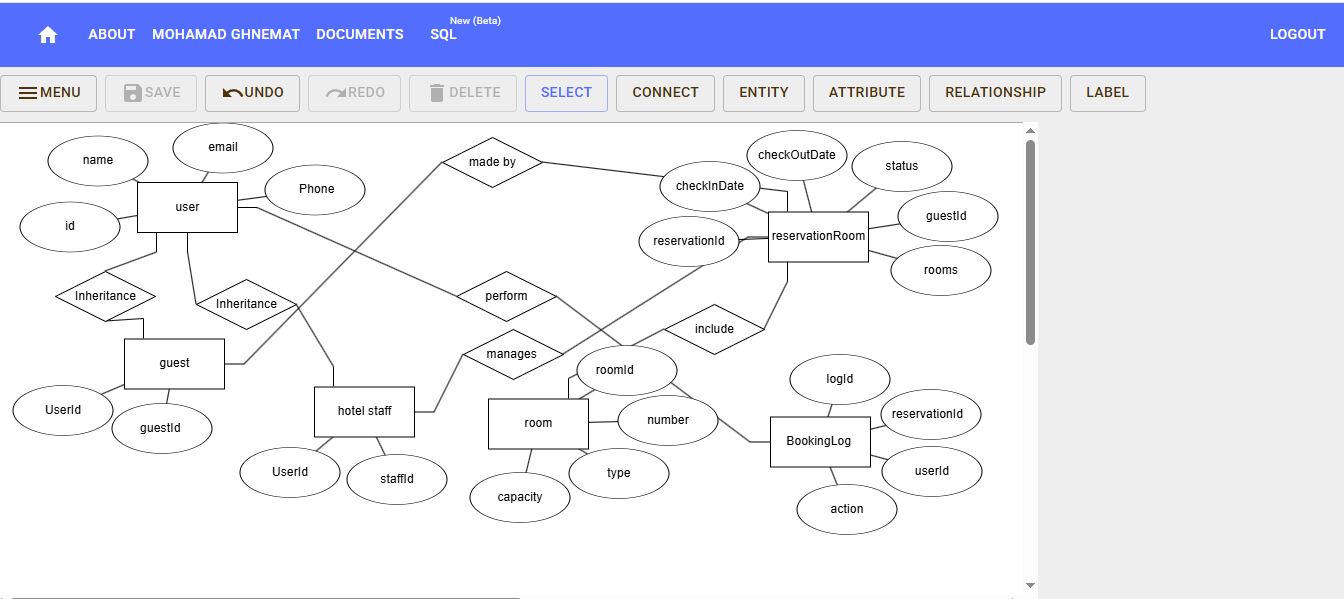 New (Beta)
ABOUT MOHAMAD GHNEMAT DOCUMENTS SQL LOGOUT
MENU SAVE UNDO REDO DELETE SELECT CONNECT ENTITY ATTRIBUTE RELATIONSHIP LABEL
name
email
Phone
user
id
Inheritance
Inheritance
guest
UserId
guestId
hotel staff
UserId
staffId
made by
perform
manages
include
checkInDate
checkOutDate
status
guestId
reservationId
reservationRoom
rooms
roomId
room
number
type
capacity
logId
reservationId
BookingLog
userId
action